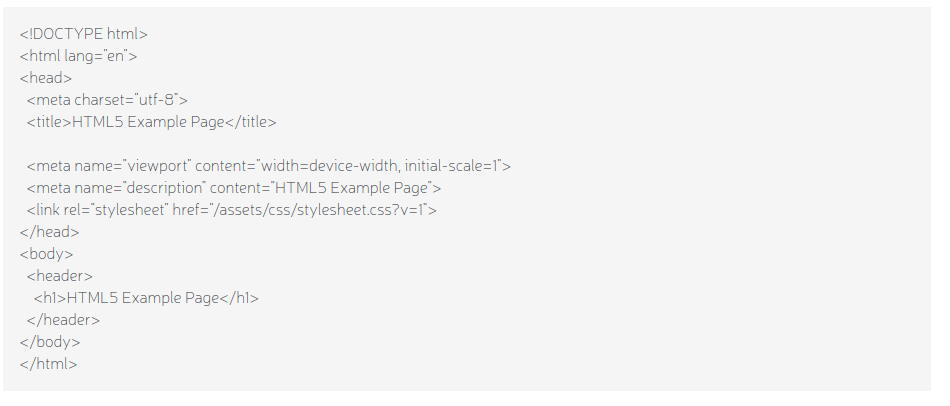 <!DOCTYPE html>
<html lang="en">
<head>
  <meta charset="utf-8">
  <title>HTML5 Example Page</title>

  <meta name="viewport" content="width=device-width, initial-scale=1">
  <meta name="description" content="HTML5 Example Page">
  <link rel="stylesheet" href="/assets/css/stylesheet.css?v=1">
</head>
<body>
  <header>
    <h1>HTML5 Example Page</h1>
  </header>
</body>
</html>